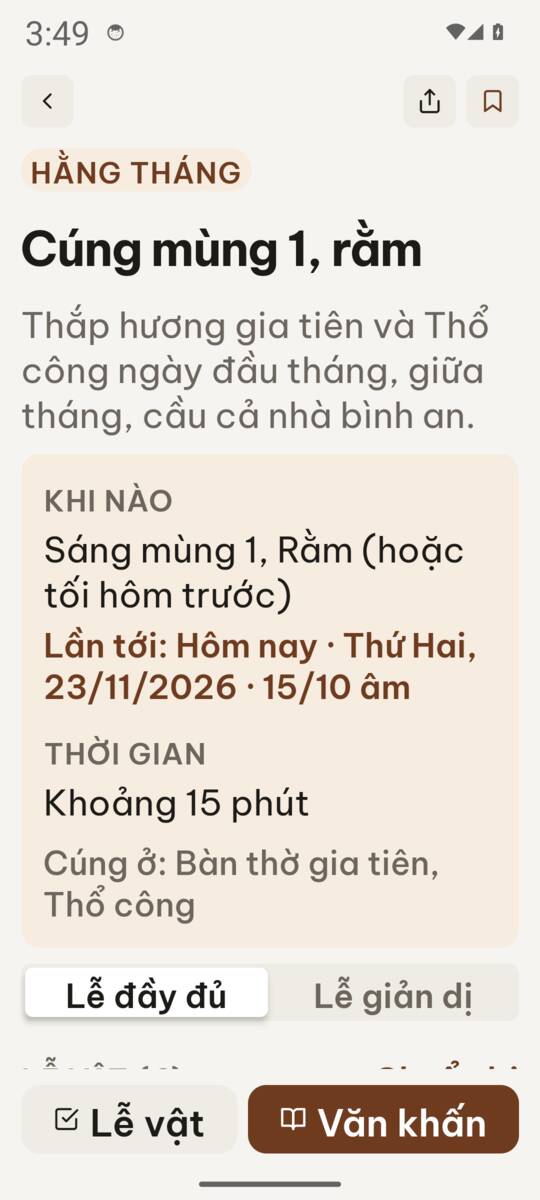 3:49
HẰNG THÁNG
Cúng mùng 1, rằm
Thắp hương gia tiên và Thổ
công ngày đầu tháng, giữa
tháng, cầu cả nhà bình an.
KHI NÀO
Sáng mùng 1, Rằm (hoặc
tối hôm trước)
Lần tới: Hôm nay · Thứ Hai,
23/11/2026 · 15/10 âm
THỜI GIAN
Khoảng 15 phút
Cúng ở: Bàn thờ gia tiên,
Thổ công
Lễ đầy đủ
Lễ giản dị
Lễ vật
Văn khấn